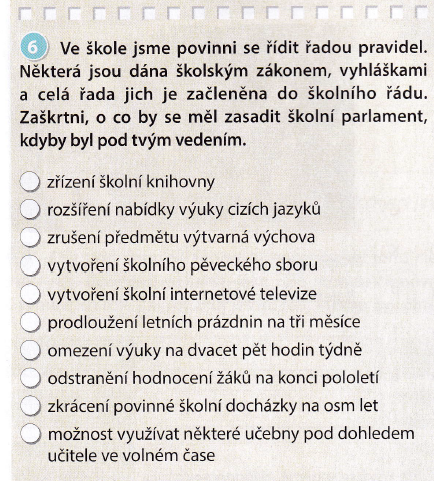 6 Ve škole jsme povinni se řídit řadou pravidel.
Některá jsou dána školským zákonem, vyhláškami
a celá řada jich je začleněna do školního řádu.
Zaškrtni, o co by se měl zasadit školní parlament,
kdyby byl pod tvým vedením.
zřízení školní knihovny
rozšíření nabídky výuky cizích jazyků
zrušení předmětu výtvarná výchova
vytvoření školního pěveckého sboru
vytvoření školní internetové televize
prodloužení letních prázdnin na tři měsíce
omezení výuky na dvacet pět hodin týdně
odstranění hodnocení žáků na konci pololetí
zkrácení povinné školní docházky na osm let
možnost využívat některé učebny pod dohledem
učitele ve volném čase